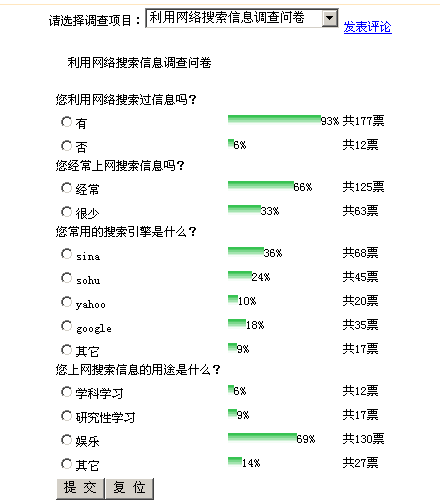 请选择调查项目：利用网络搜索信息调查问卷 发表评论
利用网络搜索信息调查问卷
您利用网络搜索过信息吗？
有 93% 共177票
否 6% 共12票
您经常上网搜索信息吗？
经常 66% 共125票
很少 33% 共63票
您常用的搜索引擎是什么？
sina 36% 共68票
sohu 24% 共45票
yahoo 10% 共20票
google 18% 共35票
其它 9% 共17票
您上网搜索信息的用途是什么？
学科学习 6% 共12票
研究性学习 9% 共17票
娱乐 69% 共130票
其它 14% 共27票
提 交 复 位